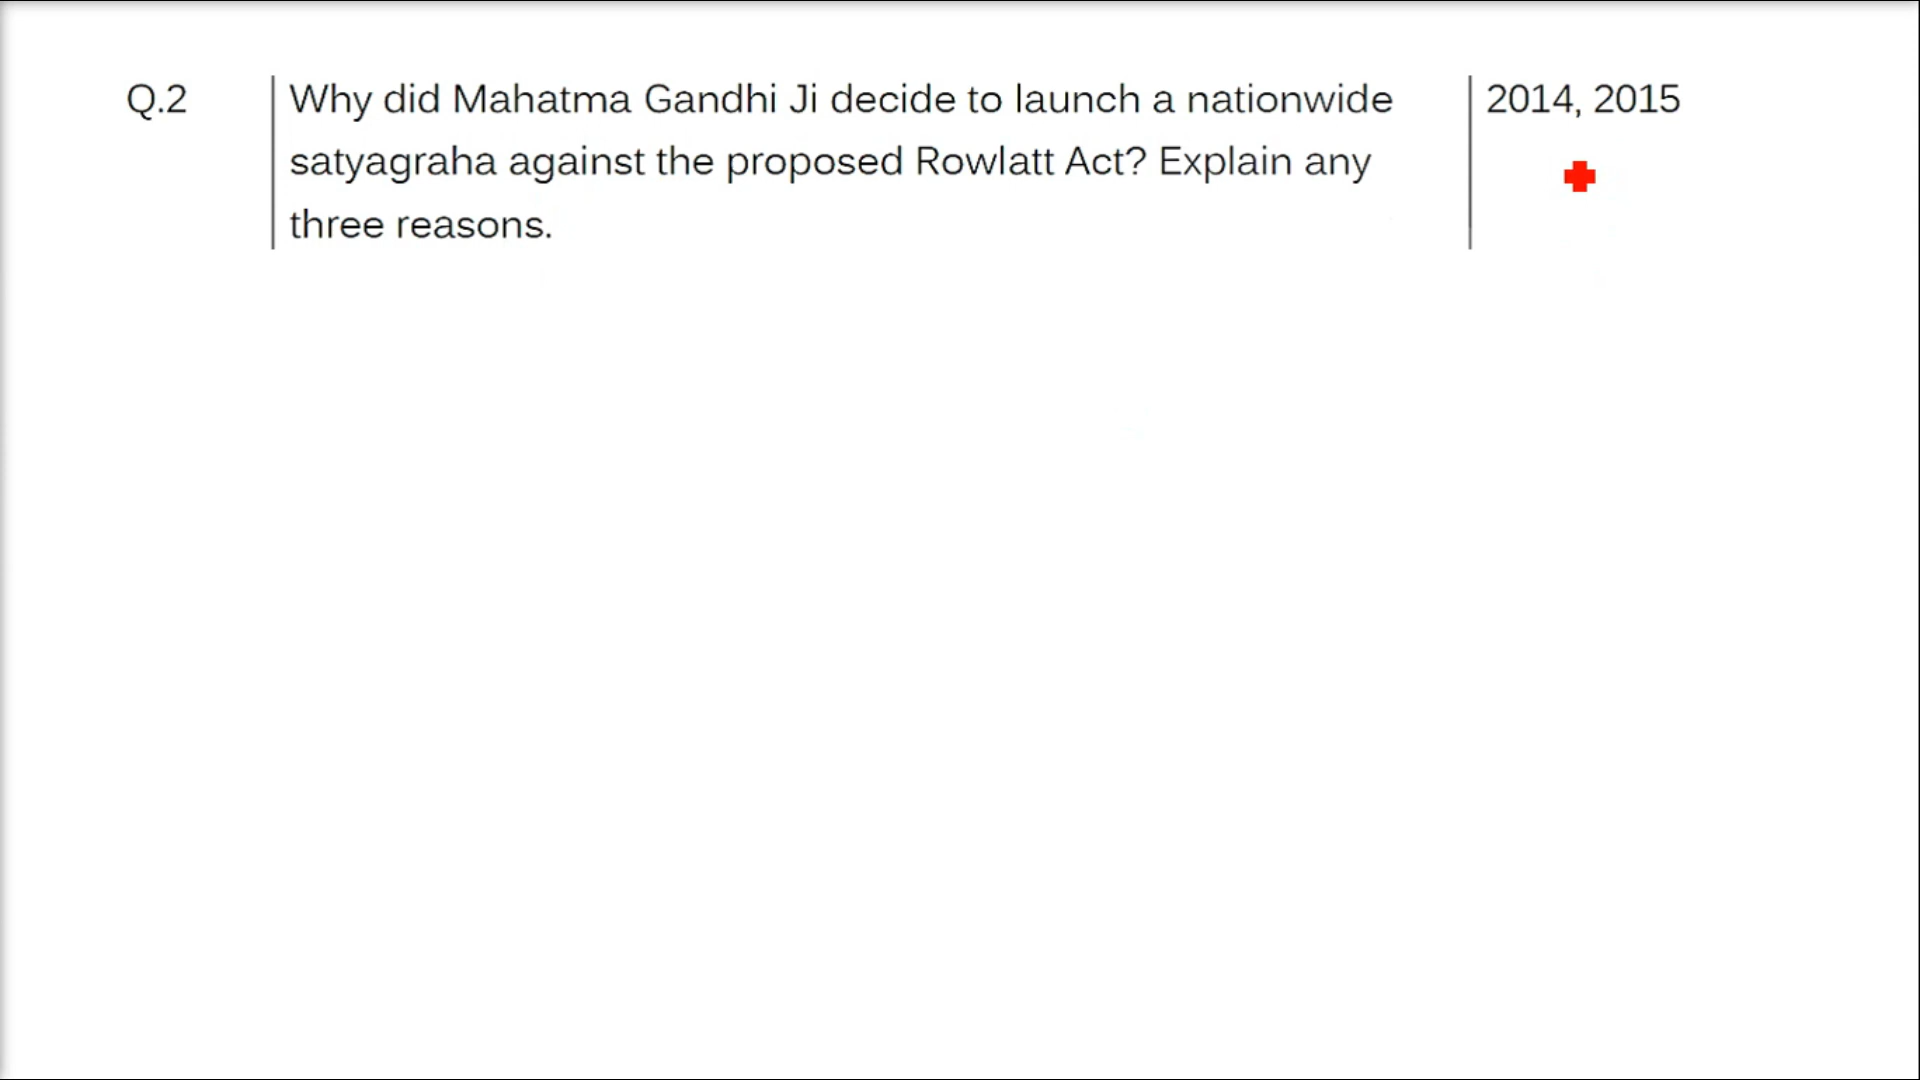 Q.2 Why did Mahatma Gandhi Ji decide to launch a nationwide 2014, 2015
satyagraha against the proposed Rowlatt Act? Explain any
three reasons.